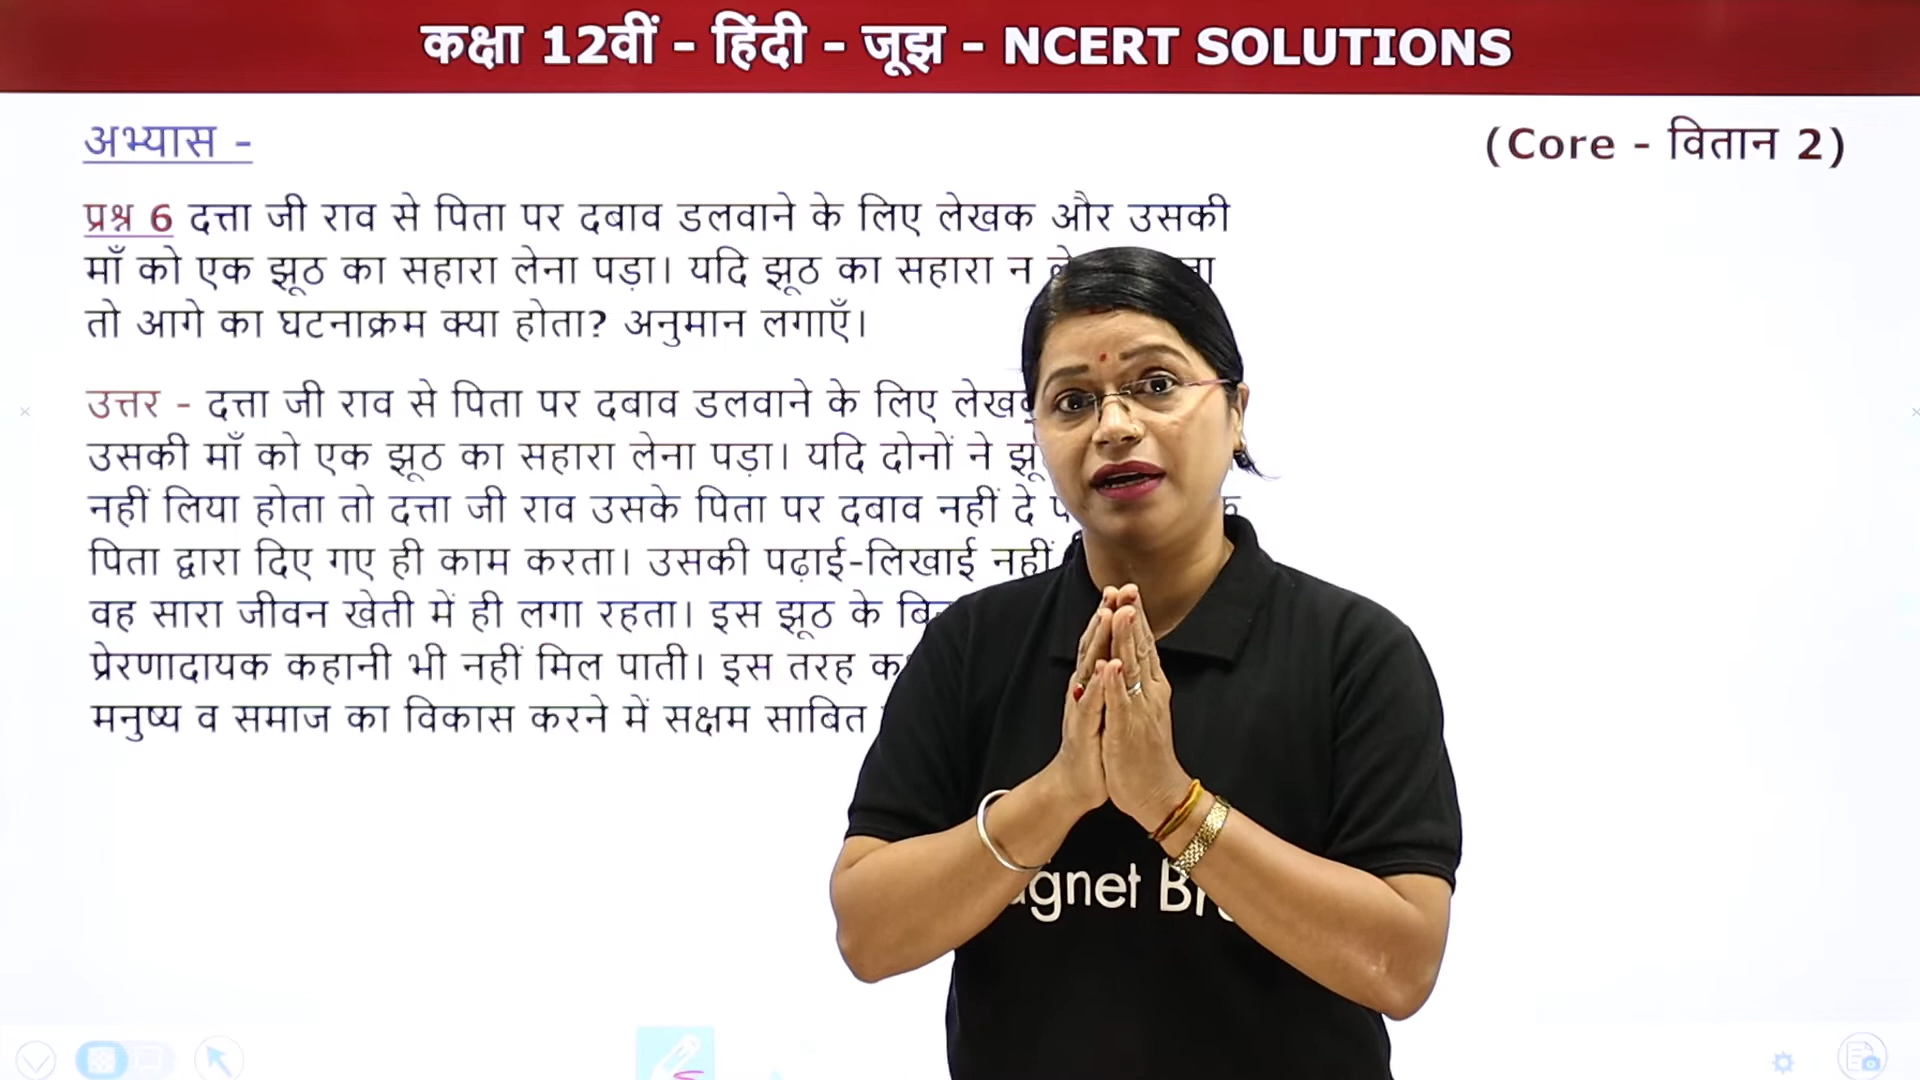 कक्षा 12वीं - हिंदी - जूझ - NCERT SOLUTIONS
अभ्यास -
(Core - वितान 2)
प्रश्न 6 दत्ता जी राव से पिता पर दबाव डलवाने के लिए लेखक और उसकी
माँ को एक झूठ का सहारा लेना पड़ा। यदि झूठ का सहारा न
तो आगे का घटनाक्रम क्या होता? अनुमान लगाएँ।
उत्तर - दत्ता जी राव से पिता पर दबाव डलवाने के लिए
उसकी माँ को एक झूठ का सहारा लेना पड़ा। यदि दोनों ने
नहीं लिया होता तो दत्ता जी राव उसके पिता पर दबाव नहीं दे
पिता द्वारा दिए गए ही काम करता। उसकी पढ़ाई-लिखाई नहीं
वह सारा जीवन खेती में ही लगा रहता। इस झूठ के
प्रेरणादायक कहानी भी नहीं मिल पाती। इस तरह
मनुष्य व समाज का विकास करने में सक्षम साबित